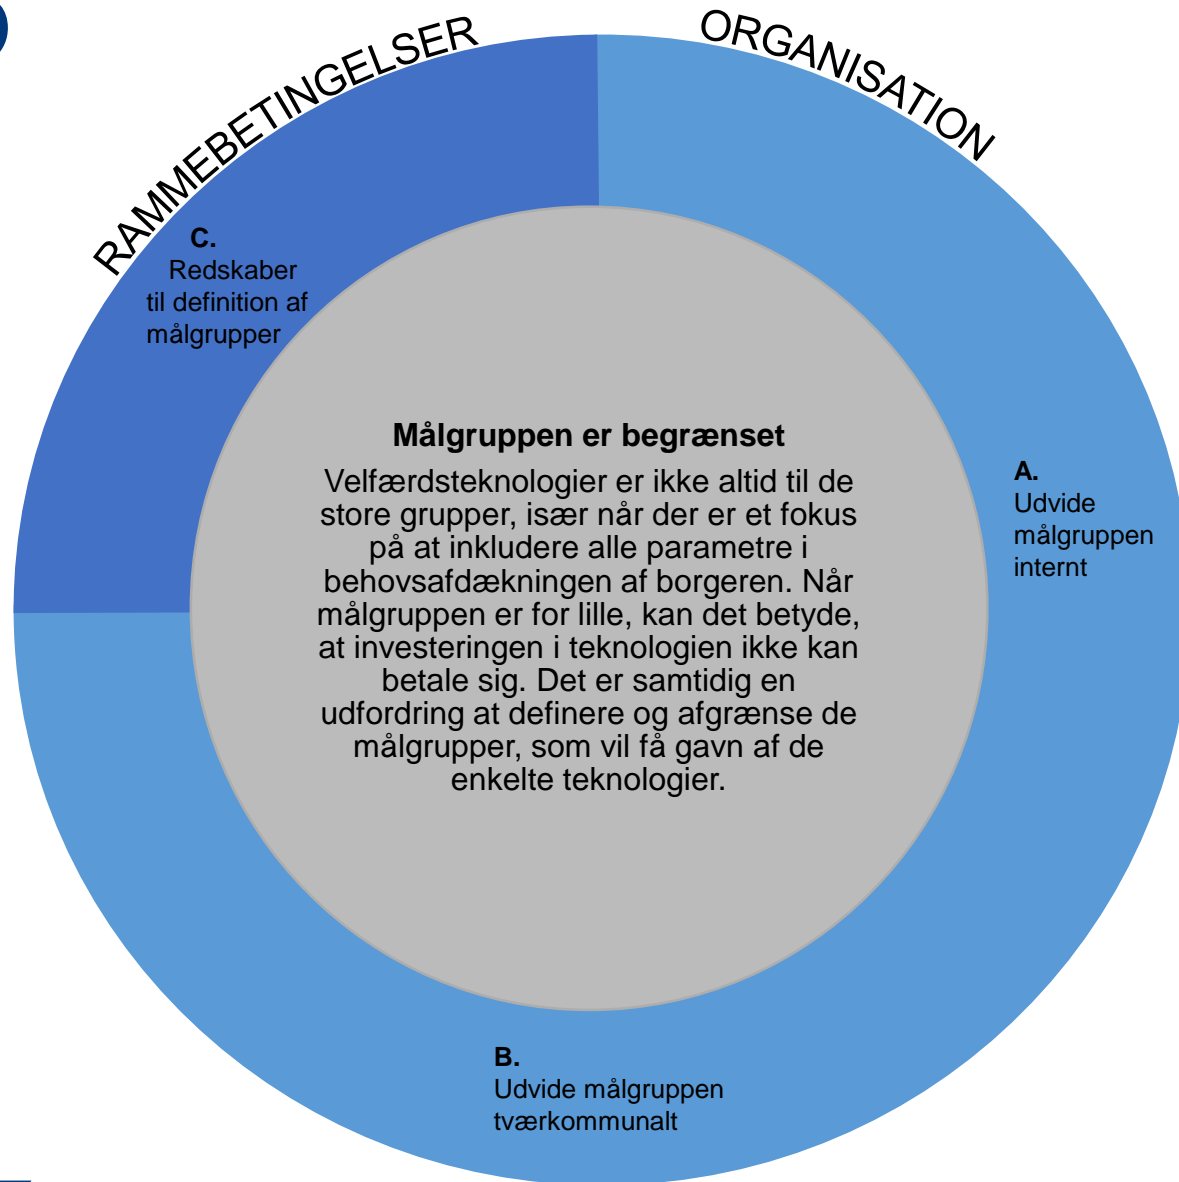 RAMMEBETINGELSER
ORGANISATION
C.
Redskaber
til definition af
målgrupper
Målgruppen er begrænset
Velfærdsteknologier er ikke altid til de
store grupper, især når der er et fokus
på at inkludere alle parametre i
behovsafdækningen af borgeren. Når
målgruppen er for lille, kan det betyde,
at investeringen i teknologien ikke kan
betale sig. Det er samtidig en
udfordring at definere og afgrænse de
målgrupper, som vil få gavn af de
enkelte teknologier.
A.
Udvide
målgruppen
internt
B.
Udvide målgruppen
tværkommunalt